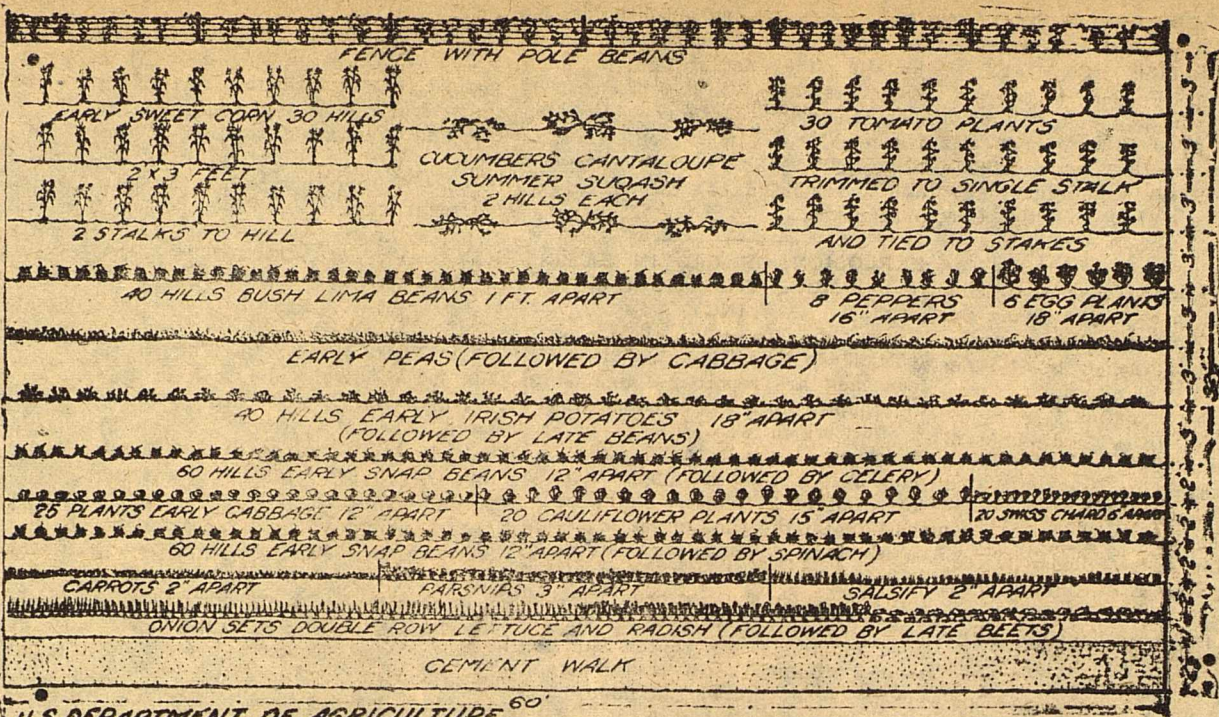 FENCE WITH POLE BEANS
EARLY SWEET CORN 30 HILLS
2 x 3 FEET
2 STALKS TO HILL
CUCUMBERS CANTALOUPE
SUMMER SUQASH
2 HILLS EACH
30 TOMATO PLANTS
TRIMMED TO SINGLE STALK
AND TIED TO STAKES
40 HILLS BUSH LIMA BEANS 1 FT. APART
8 PEPPERS
16" APART
6 EGG PLANTS
18" APART
EARLY PEAS (FOLLOWED BY CABBAGE)
40 HILLS EARLY IRISH POTATOES 18" APART
(FOLLOWED BY LATE BEANS)
60 HILLS EARLY SNAP BEANS 12" APART (FOLLOWED BY CELERY)
25 PLANTS EARLY CABBAGE 12" APART
20 CAULIFLOWER PLANTS 15" APART
20 SWISS CHARD 6" APART
60 HILLS EARLY SNAP BEANS 12" APART (FOLLOWED BY SPINACH)
CARROTS 2" APART
PARSNIPS 3" APART
SALSIFY 2" APART
ONION SETS DOUBLE ROW LETTUCE AND RADISH (FOLLOWED BY LATE BEETS)
CEMENT WALK
60'
U.S. DEPARTMENT OF AGRICULTURE